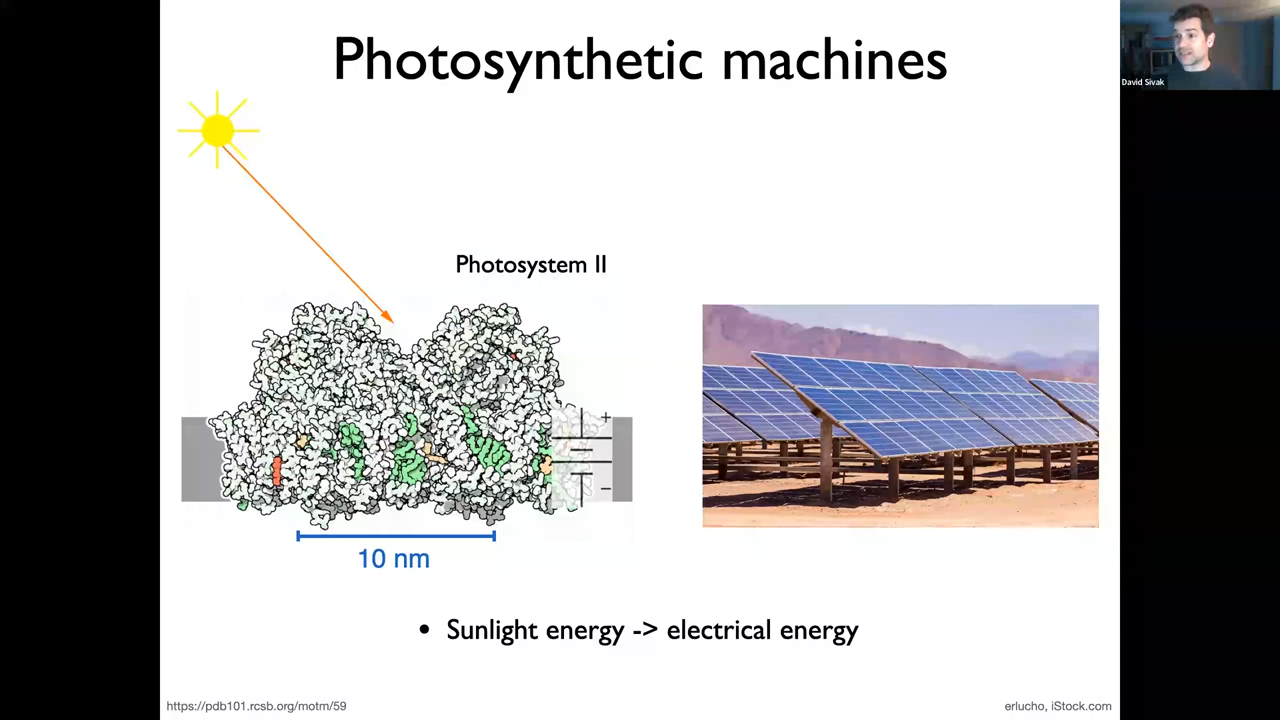 Photosynthetic machines
David Sivak
Photosystem II
+
–
10 nm
• Sunlight energy -> electrical energy
https://pdb101.rcsb.org/motm/59
erlucho, iStock.com